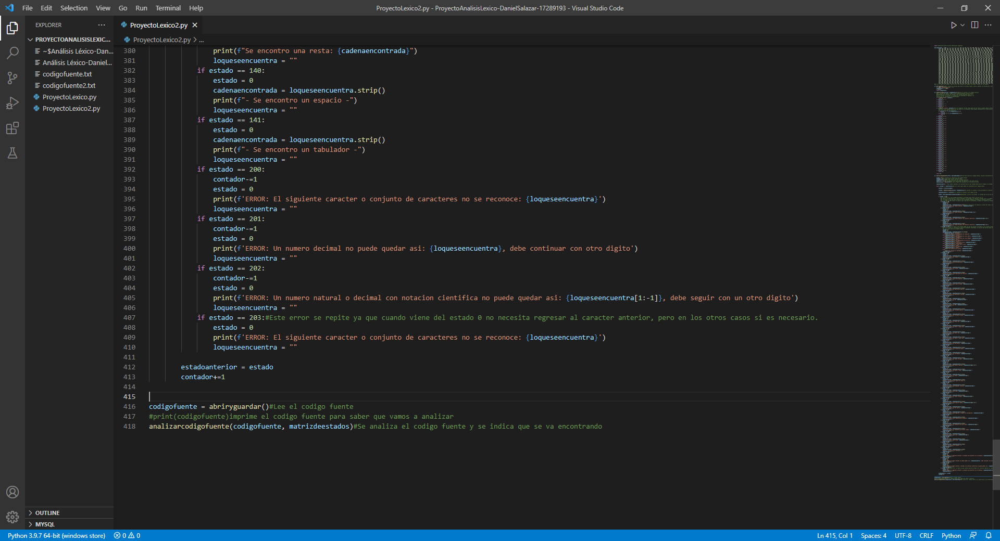 File Edit Selection View Go Run Terminal Help
ProyectoLexico2.py - ProyectoAnalisisLexico-DanielSalazar-17289193 - Visual Studio Code
EXPLORER
PROYECTOANALISISLEXIC...
~$Análisis Léxico-Dan...
Análisis Léxico-Daniel...
codigofuente.txt
codigofuente2.txt
ProyectoLexico.py
ProyectoLexico2.py
OUTLINE
MYSQL
ProyectoLexico2.py
ProyectoLexico2.py > ...
380 print(f"Se encontro una resta: {cadenaencontrada}")
381 loqueseencuentra = ""
382 if estado == 140:
383 estado = 0
384 cadenaencontrada = loqueseencuentra.strip()
385 print(f"- Se encontro un espacio -")
386 loqueseencuentra = ""
387 if estado == 141:
388 estado = 0
389 cadenaencontrada = loqueseencuentra.strip()
390 print(f"- Se encontro un tabulador -")
391 loqueseencuentra = ""
392 if estado == 200:
393 contador-=1
394 estado = 0
395 print(f'ERROR: El siguiente caracter o conjunto de caracteres no se reconoce: {loqueseencuentra}')
396 loqueseencuentra = ""
397 if estado == 201:
398 contador-=1
399 estado = 0
400 print(f'ERROR: Un numero decimal no puede quedar asi: {loqueseencuentra}, debe continuar con otro digito')
401 loqueseencuentra = ""
402 if estado == 202:
403 contador-=1
404 estado = 0
405 print(f'ERROR: Un numero natural o decimal con notacion cientifica no puede quedar asi: {loqueseencuentra[1:-1]}, debe seguir con un otro digito')
406 loqueseencuentra = ""
407 if estado == 203:#Este error se repite ya que cuando viene del estado 0 no necesita regresar al caracter anterior, pero en los otros casos si es necesario.
408 estado = 0
409 print(f'ERROR: El siguiente caracter o conjunto de caracteres no se reconoce: {loqueseencuentra}')
410 loqueseencuentra = ""
411
412 estadoanterior = estado
413 contador+=1
414
415
416 codigofuente = abriryguardar()#Lee el codigo fuente
417 #print(codigofuente)imprime el codigo fuente para saber que vamos a analizar
418 analizarcodigofuente(codigofuente, matrizdeestados)#Se analiza el codigo fuente y se indica que se va encontrando
Python 3.9.7 64-bit (windows store) 0 0
Ln 415, Col 1 Spaces: 4 UTF-8 CRLF Python